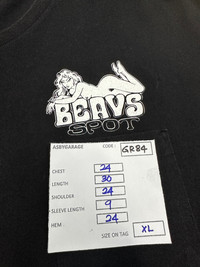 BEAVS
SPOT
ASBYGARAGE CODE : GR84
CHEST : 24
LENGTH : 30
SHOULDER : 24
SLEEVE LENGTH : 9
HEM : 24
SIZE ON TAG XL